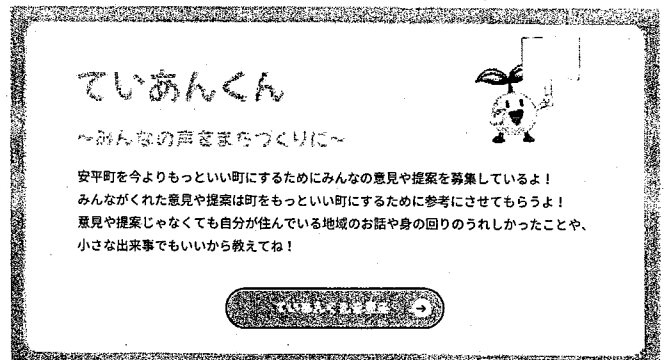 ていあんくん
～みんなの声をまちづくりに～
安平町を今よりもっといい町にするためにみんなの意見や提案を募集しているよ！
みんながくれた意見や提案は町をもっといい町にするために参考にさせてもらうよ！
意見や提案じゃなくても自分が住んでいる地域のお話や身の回りのうれしかったことや、
小さな出来事でもいいから教えてね！